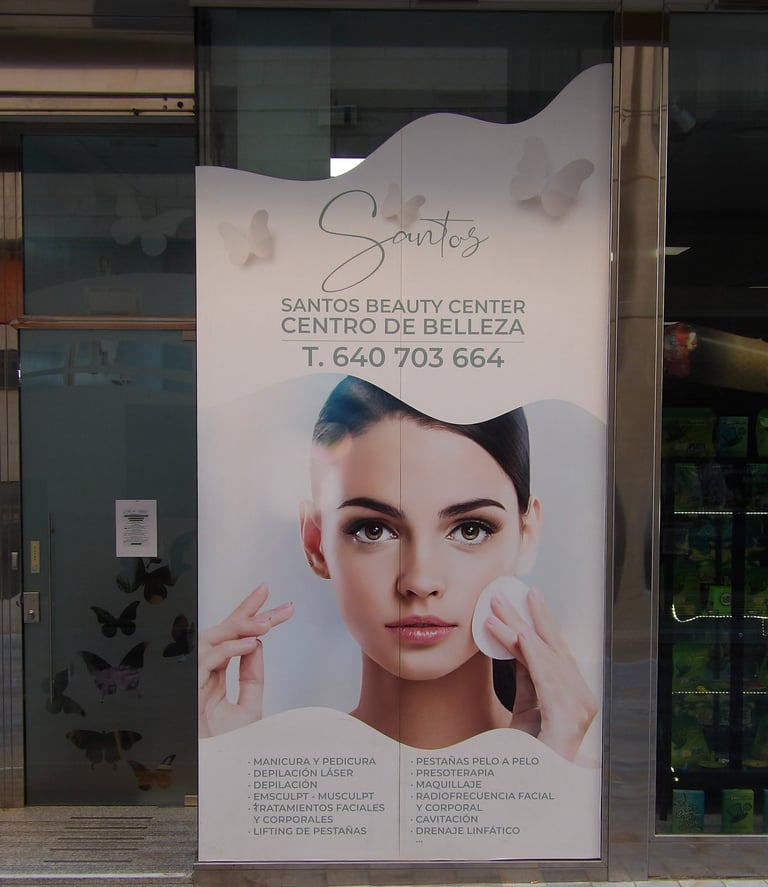 Santos
SANTOS BEAUTY CENTER
CENTRO DE BELLEZA
T. 640 703 664
· MANICURA Y PEDICURA
· DEPILACIÓN LÁSER
· DEPILACIÓN
· EMSCULPT - MUSCULPT
· TRATAMIENTOS FACIALES
Y CORPORALES
· LIFTING DE PESTAÑAS
· PESTAÑAS PELO A PELO
· PRESOTERAPIA
· MAQUILLAJE
· RADIOFRECUENCIA FACIAL
Y CORPORAL
· CAVITACIÓN
· DRENAJE LINFÁTICO
...